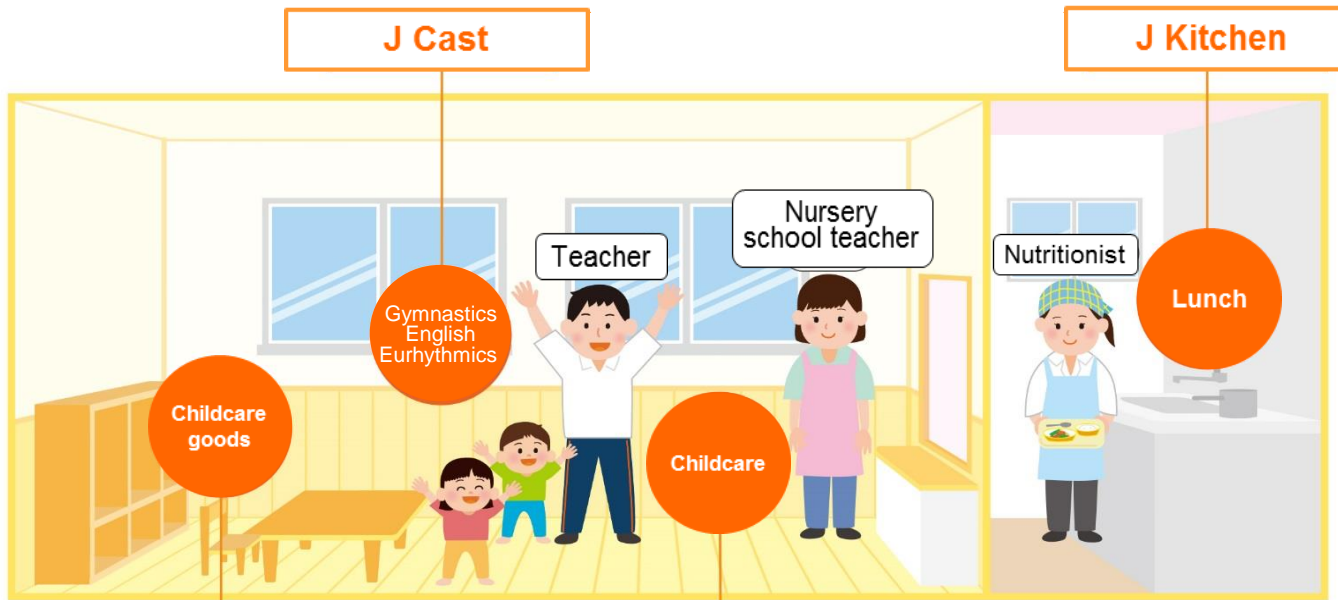 J Cast
J Kitchen
Nursery
school teacher
Teacher
Nutritionist
Gymnastics
English
Eurhythmics
Lunch
Childcare
goods
Childcare